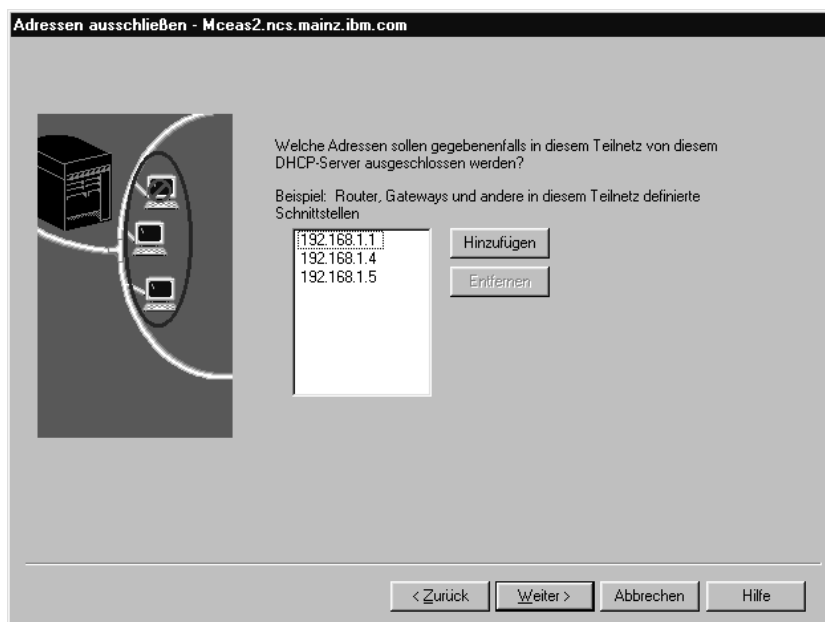 Adressen ausschließen - Mceas2.ncs.mainz.ibm.com
Welche Adressen sollen gegebenenfalls in diesem Teilnetz von diesem
DHCP-Server ausgeschlossen werden?
Beispiel: Router, Gateways und andere in diesem Teilnetz definierte
Schnittstellen
192.168.1.1
192.168.1.4
192.168.1.5
Hinzufügen
Entfernen
< Zurück
Weiter >
Abbrechen
Hilfe